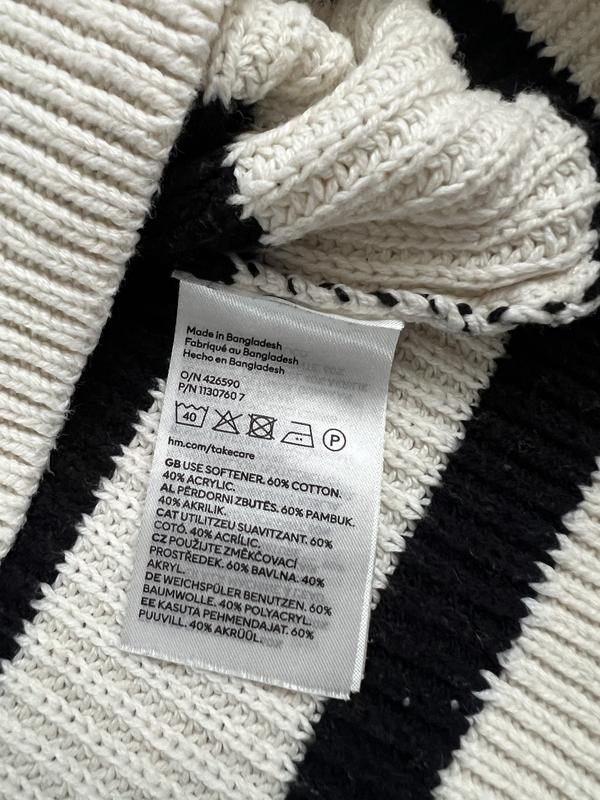 Made in Bangladesh
Fabriqué au Bangladesh
Hecho en Bangladesh
O/N 426590
P/N 1130760 7
40
P
hm.com/takecare
GB USE SOFTENER. 60% COTTON.
40% ACRYLIC.
AL PËRDORNI ZBUTËS. 60% PAMBUK.
40% AKRILIK.
CAT UTILITZEU SUAVITZANT. 60%
COTÓ. 40% ACRÍLIC.
CZ POUŽIJTE ZMĚKČOVACÍ
PROSTŘEDEK. 60% BAVLNA. 40%
AKRYL.
DE WEICHSPÜLER BENUTZEN. 60%
BAUMWOLLE. 40% POLYACRYL.
EE KASUTA PEHMENDAJAT. 60%
PUUVILL. 40% AKRÜÜL.